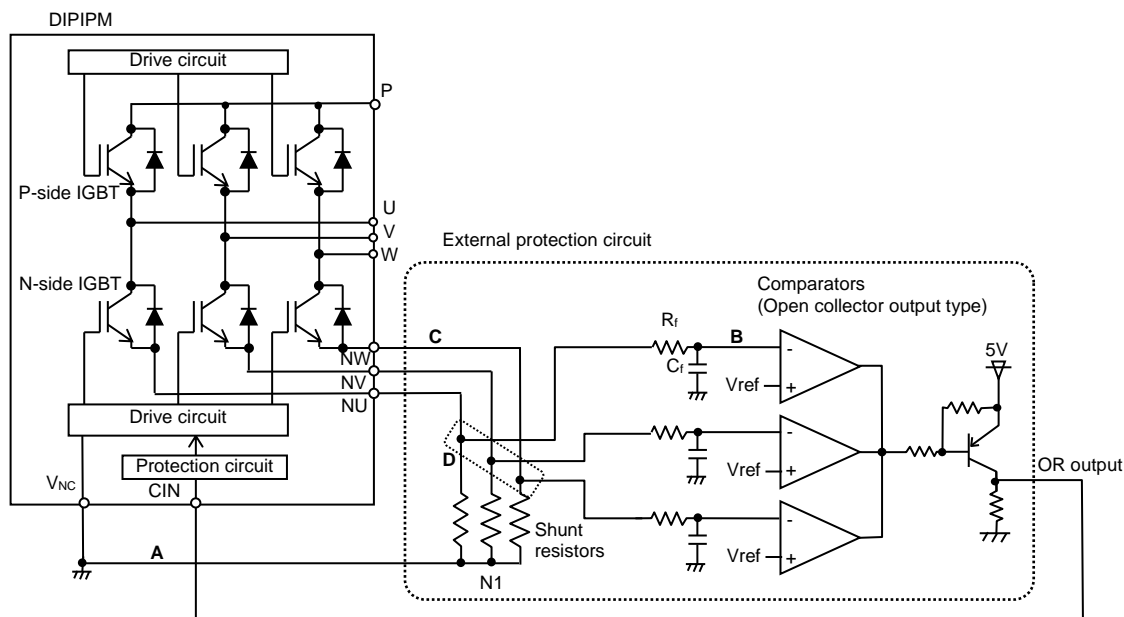 DIPIPM
Drive circuit
P
P-side IGBT
U
V
W
N-side IGBT
External protection circuit
Comparators
(Open collector output type)
C
Rf
B
-
5V
NW
Cf
Vref
+
NV
NU
Drive circuit
-
D
Protection circuit
Vref
+
OR output
VNC
CIN
-
Shunt
resistors
A
Vref
+
N1